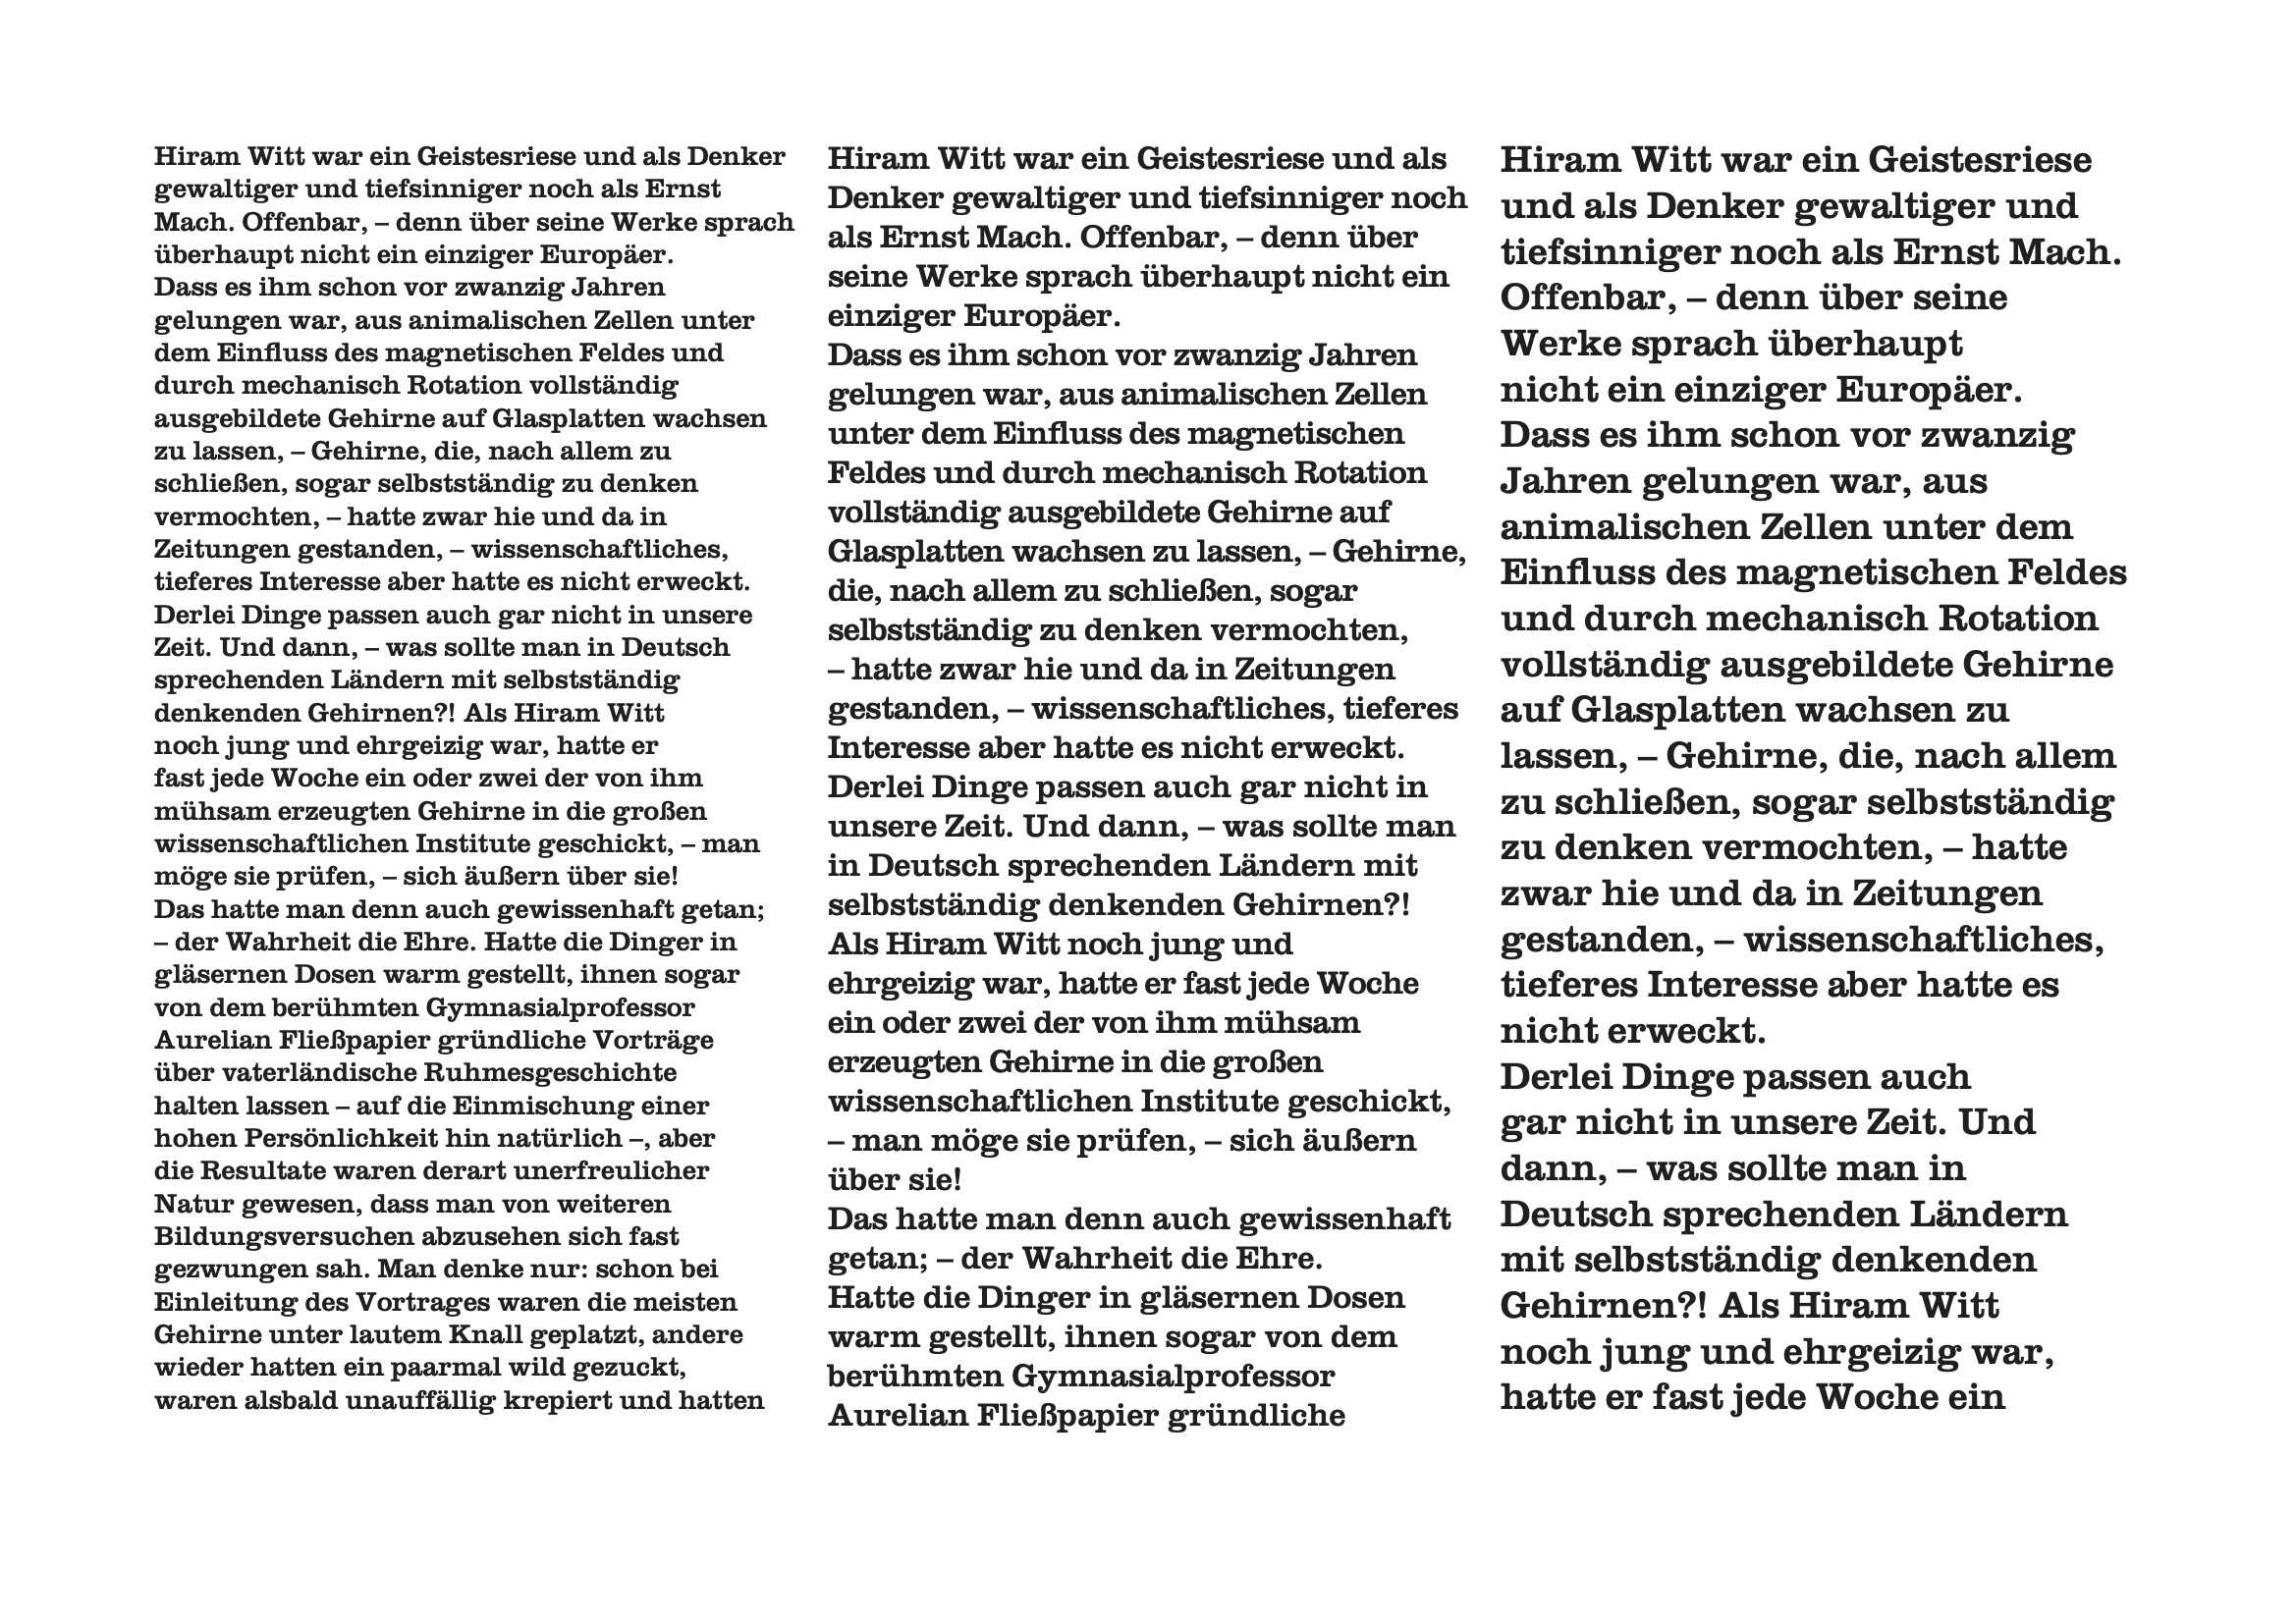 Hiram Witt war ein Geistesriese und als Denker
gewaltiger und tiefsinniger noch als Ernst
Mach. Offenbar, – denn über seine Werke sprach
überhaupt nicht ein einziger Europäer.
Dass es ihm schon vor zwanzig Jahren
gelungen war, aus animalischen Zellen unter
dem Einfluss des magnetischen Feldes und
durch mechanisch Rotation vollständig
ausgebildete Gehirne auf Glasplatten wachsen
zu lassen, – Gehirne, die, nach allem zu
schließen, sogar selbstständig zu denken
vermochten, – hatte zwar hie und da in
Zeitungen gestanden, – wissenschaftliches,
tieferes Interesse aber hatte es nicht erweckt.
Derlei Dinge passen auch gar nicht in unsere
Zeit. Und dann, – was sollte man in Deutsch
sprechenden Ländern mit selbstständig
denkenden Gehirnen?! Als Hiram Witt
noch jung und ehrgeizig war, hatte er
fast jede Woche ein oder zwei der von ihm
mühsam erzeugten Gehirne in die großen
wissenschaftlichen Institute geschickt, – man
möge sie prüfen, – sich äußern über sie!
Das hatte man denn auch gewissenhaft getan;
– der Wahrheit die Ehre. Hatte die Dinger in
gläsernen Dosen warm gestellt, ihnen sogar
von dem berühmten Gymnasialprofessor
Aurelian Fließpapier gründliche Vorträge
über vaterländische Ruhmesgeschichte
halten lassen – auf die Einmischung einer
hohen Persönlichkeit hin natürlich –, aber
die Resultate waren derart unerfreulicher
Natur gewesen, dass man von weiteren
Bildungsversuchen abzusehen sich fast
gezwungen sah. Man denke nur: schon bei
Einleitung des Vortrages waren die meisten
Gehirne unter lautem Knall geplatzt, andere
wieder hatten ein paarmal wild gezuckt,
waren alsbald unauffällig krepiert und hatten
Hiram Witt war ein Geistesriese und als
Denker gewaltiger und tiefsinniger noch
als Ernst Mach. Offenbar, – denn über
seine Werke sprach überhaupt nicht ein
einziger Europäer.
Dass es ihm schon vor zwanzig Jahren
gelungen war, aus animalischen Zellen
unter dem Einfluss des magnetischen
Feldes und durch mechanisch Rotation
vollständig ausgebildete Gehirne auf
Glasplatten wachsen zu lassen, – Gehirne,
die, nach allem zu schließen, sogar
selbstständig zu denken vermochten,
– hatte zwar hie und da in Zeitungen
gestanden, – wissenschaftliches, tieferes
Interesse aber hatte es nicht erweckt.
Derlei Dinge passen auch gar nicht in
unsere Zeit. Und dann, – was sollte man
in Deutsch sprechenden Ländern mit
selbstständig denkenden Gehirnen?!
Als Hiram Witt noch jung und
ehrgeizig war, hatte er fast jede Woche
ein oder zwei der von ihm mühsam
erzeugten Gehirne in die großen
wissenschaftlichen Institute geschickt,
– man möge sie prüfen, – sich äußern
über sie!
Das hatte man denn auch gewissenhaft
getan; – der Wahrheit die Ehre.
Hatte die Dinger in gläsernen Dosen
warm gestellt, ihnen sogar von dem
berühmten Gymnasialprofessor
Aurelian Fließpapier gründliche
Hiram Witt war ein Geistesriese
und als Denker gewaltiger und
tiefsinniger noch als Ernst Mach.
Offenbar, – denn über seine
Werke sprach überhaupt
nicht ein einziger Europäer.
Dass es ihm schon vor zwanzig
Jahren gelungen war, aus
animalischen Zellen unter dem
Einfluss des magnetischen Feldes
und durch mechanisch Rotation
vollständig ausgebildete Gehirne
auf Glasplatten wachsen zu
lassen, – Gehirne, die, nach allem
zu schließen, sogar selbstständig
zu denken vermochten, – hatte
zwar hie und da in Zeitungen
gestanden, – wissenschaftliches,
tieferes Interesse aber hatte es
nicht erweckt.
Derlei Dinge passen auch
gar nicht in unsere Zeit. Und
dann, – was sollte man in
Deutsch sprechenden Ländern
mit selbstständig denkenden
Gehirnen?! Als Hiram Witt
noch jung und ehrgeizig war,
hatte er fast jede Woche ein